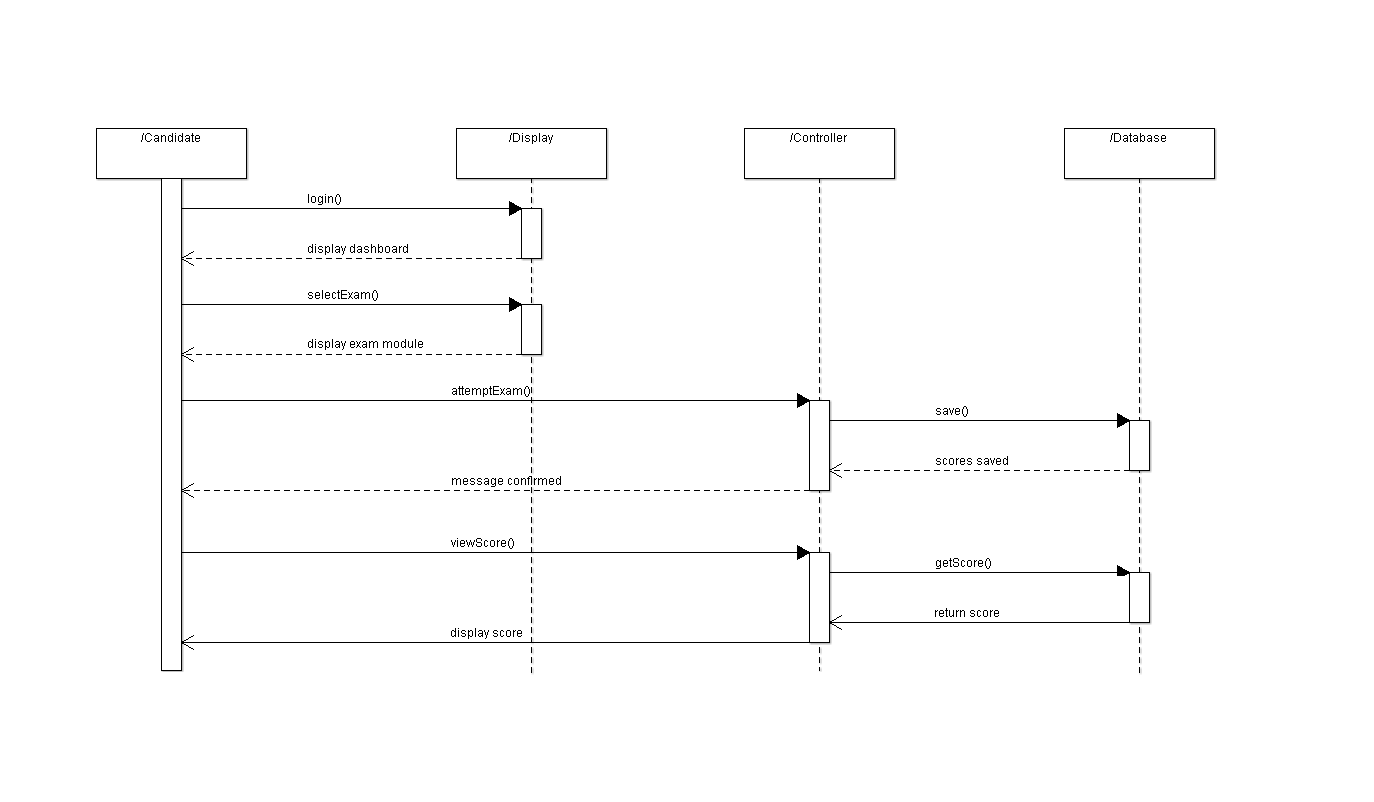 /Candidate
/Display
/Controller
/Database
login()
display dashboard
selectExam()
display exam module
attemptExam()
save()
scores saved
message confirmed
viewScore()
getScore()
return score
display score